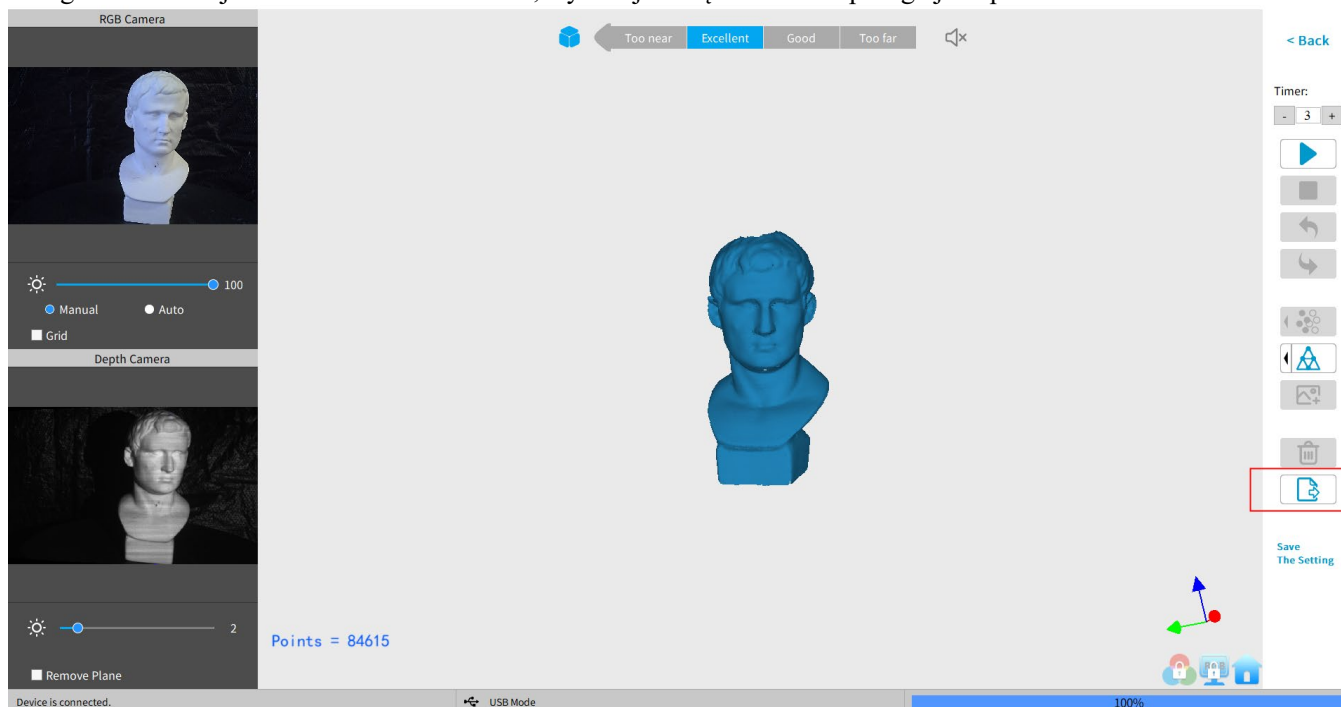 RGB Camera
Too near
Excellent
Good
Too far
< Back
Timer:
- 3 +
100
Manual
Auto
Grid
Depth Camera
2
Remove Plane
Points = 84615
Save
The Setting
RGB
Device is connected.
USB Mode
100%